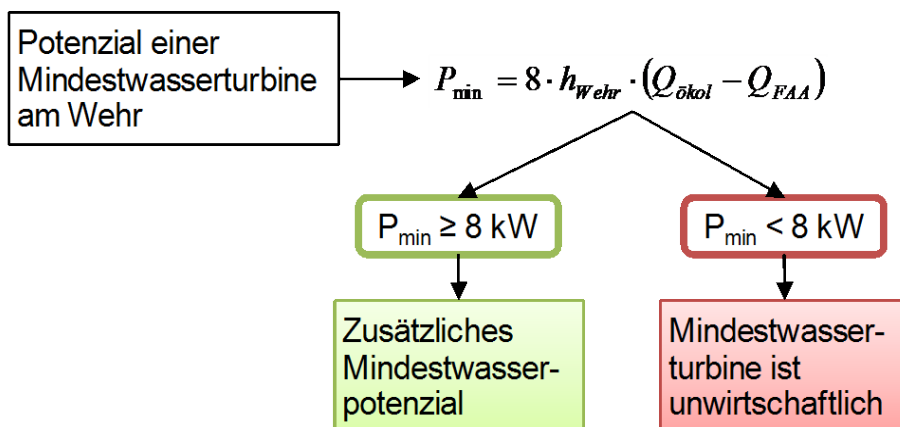 Potenzial einer
Mindestwasserturbine
am Wehr
P_min = 8 · h_Wehr · (Q_ökol − Q_FAA)
P_min ≥ 8 kW
P_min < 8 kW
Zusätzliches
Mindestwasser-
potenzial
Mindestwasser-
turbine ist
unwirtschaftlich